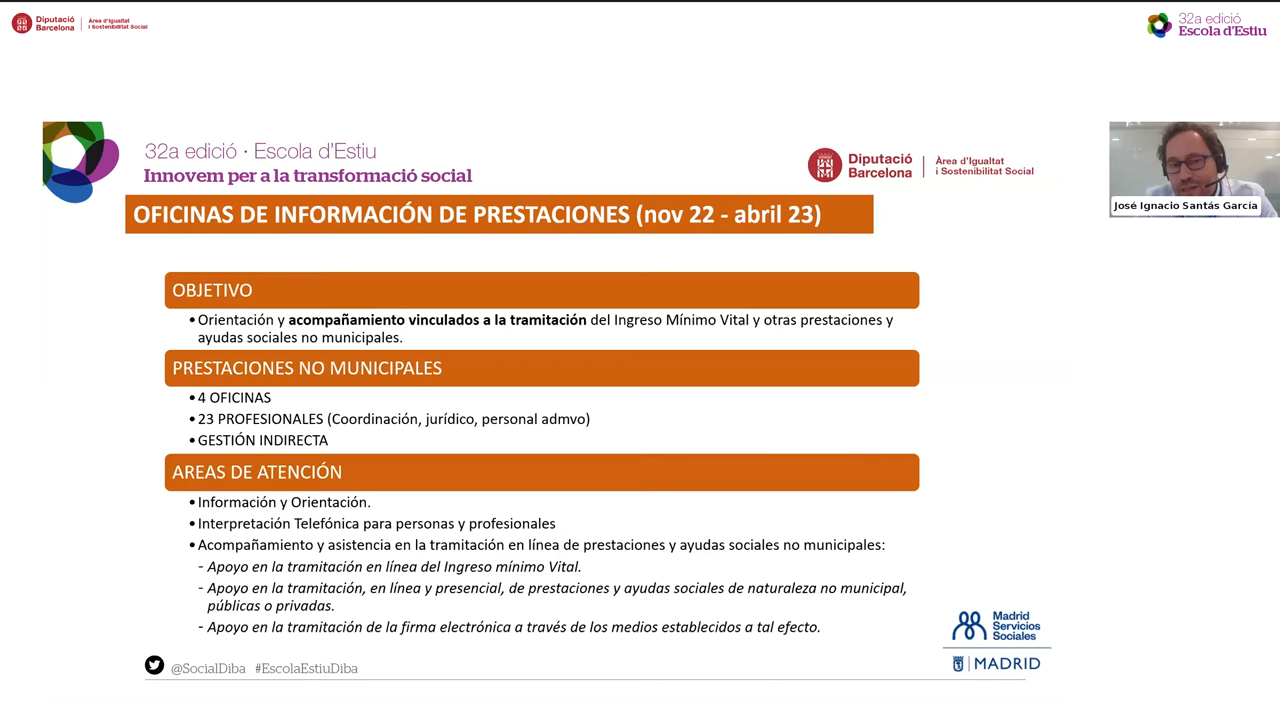 Diputació
Barcelona
Àrea d'Igualtat
i Sostenibilitat Social
32a edició
Escola d'Estiu
32a edició · Escola d'Estiu
Innovem per a la transformació social
Diputació
Barcelona
Àrea d'Igualtat
i Sostenibilitat Social
José Ignacio Santás García
OFICINAS DE INFORMACIÓN DE PRESTACIONES (nov 22 - abril 23)
OBJETIVO
•Orientación y acompañamiento vinculados a la tramitación del Ingreso Mínimo Vital y otras prestaciones y
ayudas sociales no municipales.
PRESTACIONES NO MUNICIPALES
•4 OFICINAS
•23 PROFESIONALES (Coordinación, jurídico, personal admvo)
•GESTIÓN INDIRECTA
AREAS DE ATENCIÓN
•Información y Orientación.
•Interpretación Telefónica para personas y profesionales
•Acompañamiento y asistencia en la tramitación en línea de prestaciones y ayudas sociales no municipales:
- Apoyo en la tramitación en línea del Ingreso mínimo Vital.
- Apoyo en la tramitación, en línea y presencial, de prestaciones y ayudas sociales de naturaleza no municipal,
públicas o privadas.
- Apoyo en la tramitación de la firma electrónica a través de los medios establecidos a tal efecto.
Madrid
Servicios
Sociales
MADRID
@SocialDiba #EscolaEstiuDiba